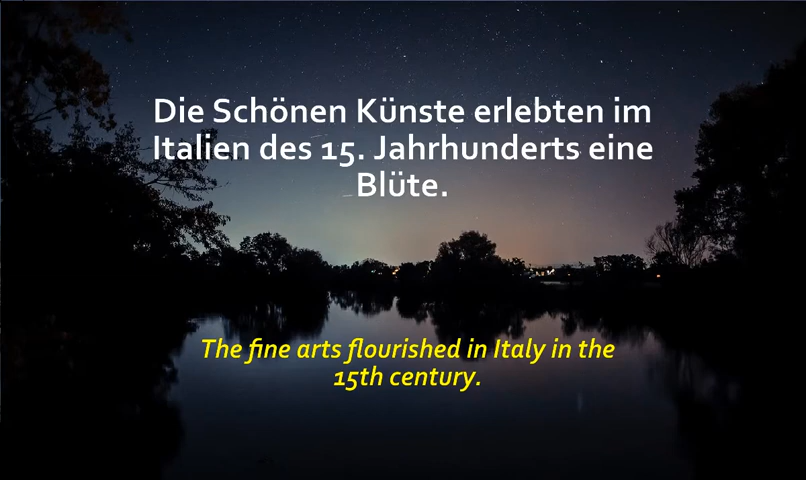 Die Schönen Künste erlebten im
Italien des 15. Jahrhunderts eine
Blüte.
The fine arts flourished in Italy in the
15th century.